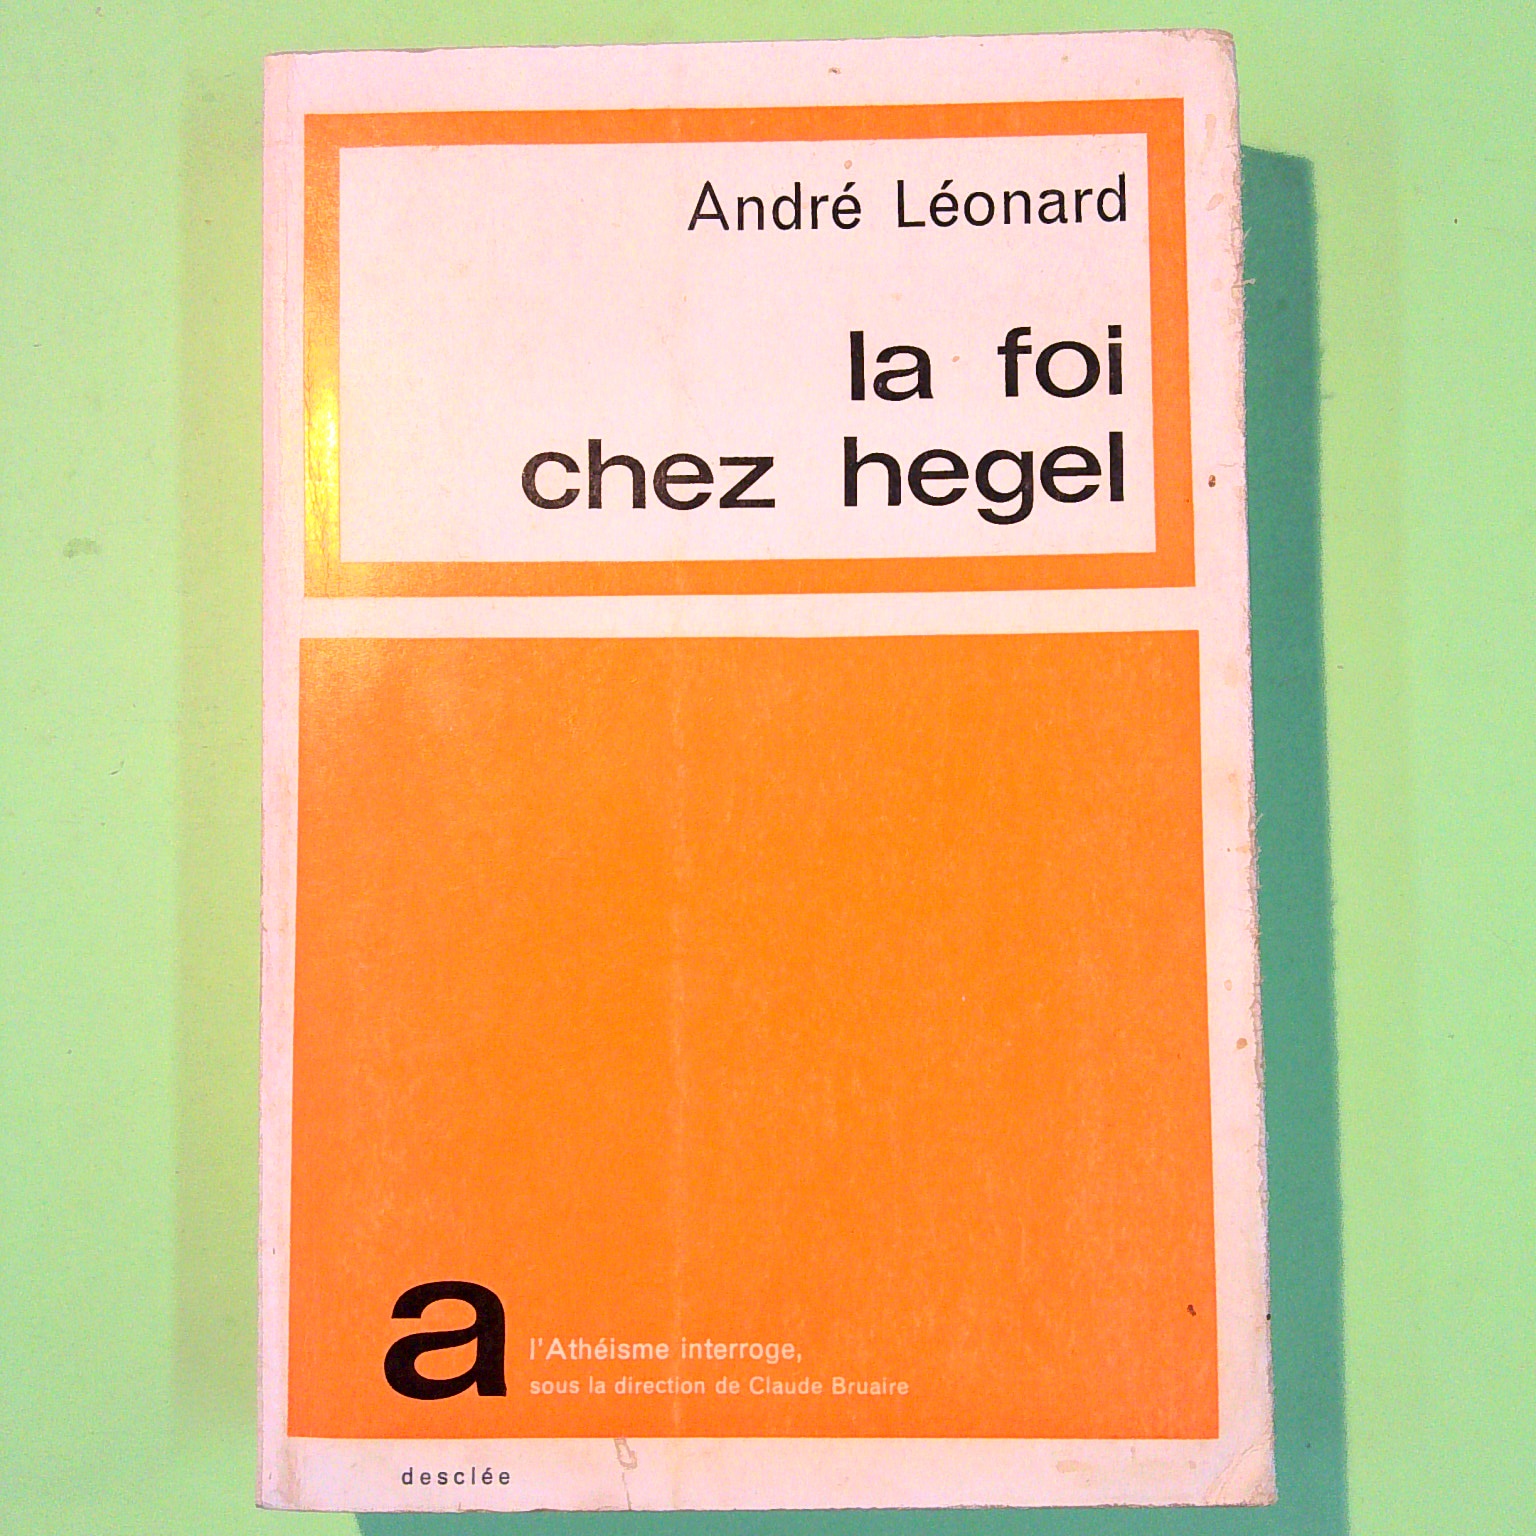 André Léonard
la foi
chez hegel
a
l'Athéisme interroge,
sous la direction de Claude Bruaire
desclée